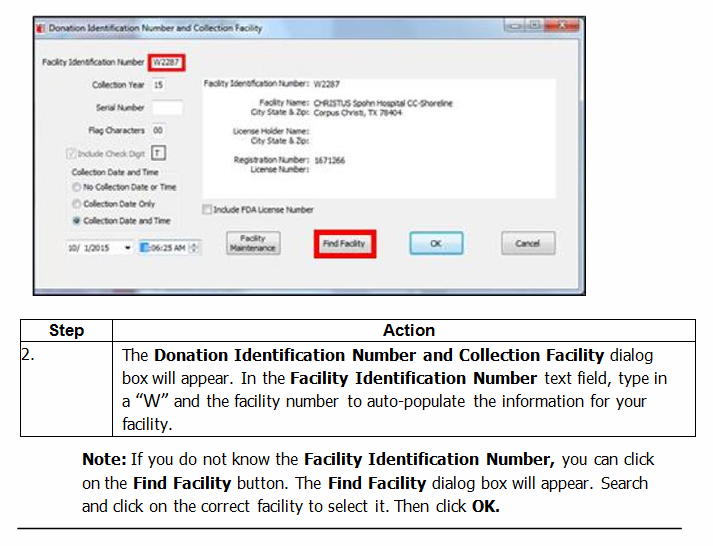 Donation Identification Number and Collection Facility
Facility Identification Number W2287
Collection Year 15
Serial Number
Flag Characters 00
Include Check Digit T
Collection Date and Time
No Collection Date or Time
Collection Date Only
Collection Date and Time
10/ 1/2015 :06:25 AM
Facility Identification Number: W2287
Facility Name: CHRISTUS Spohn Hospital CC-Shoreline
City State & Zip: Corpus Christi, TX 78404
License Holder Name:
City State & Zip:
Registration Number: 1671266
License Number:
Include FDA License Number
Facility
Maintenance
Find Facility
OK
Cancel
Step Action
2. The Donation Identification Number and Collection Facility dialog
box will appear. In the Facility Identification Number text field, type in
a “W” and the facility number to auto-populate the information for your
facility.
Note: If you do not know the Facility Identification Number, you can click
on the Find Facility button. The Find Facility dialog box will appear. Search
and click on the correct facility to select it. Then click OK.